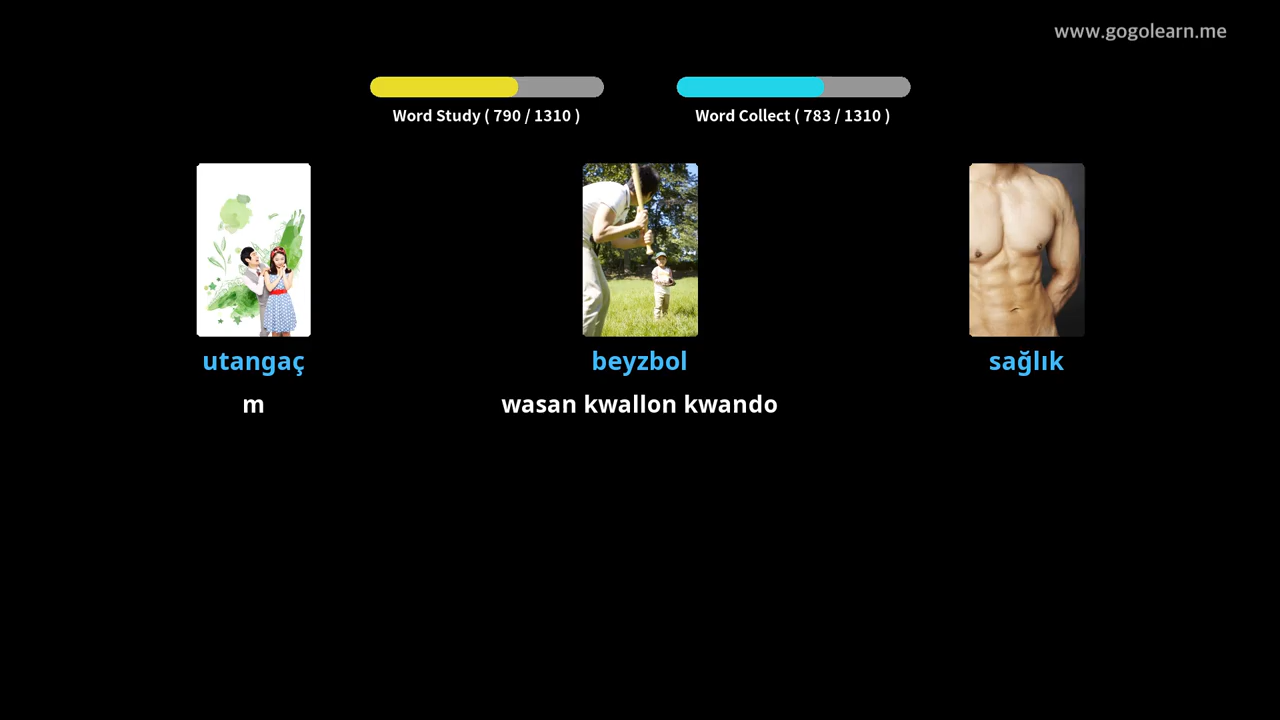 www.gogolearn.me
Word Study ( 790 / 1310 )
Word Collect ( 783 / 1310 )
utangaç
beyzbol
sağlık
m
wasan kwallon kwando